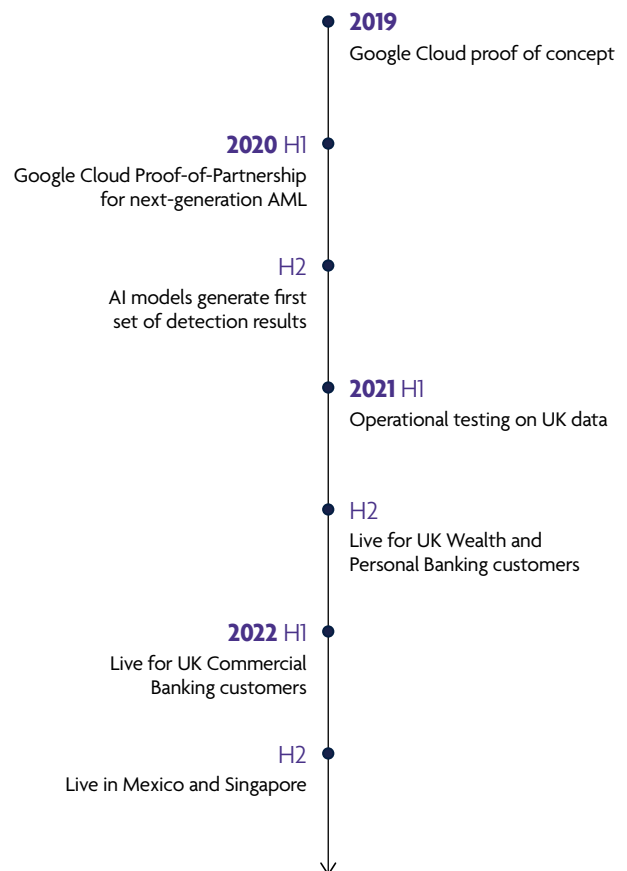 2019
Google Cloud proof of concept
2020 H1
Google Cloud Proof-of-Partnership
for next-generation AML
H2
AI models generate first
set of detection results
2021 H1
Operational testing on UK data
H2
Live for UK Wealth and
Personal Banking customers
2022 H1
Live for UK Commercial
Banking customers
H2
Live in Mexico and Singapore